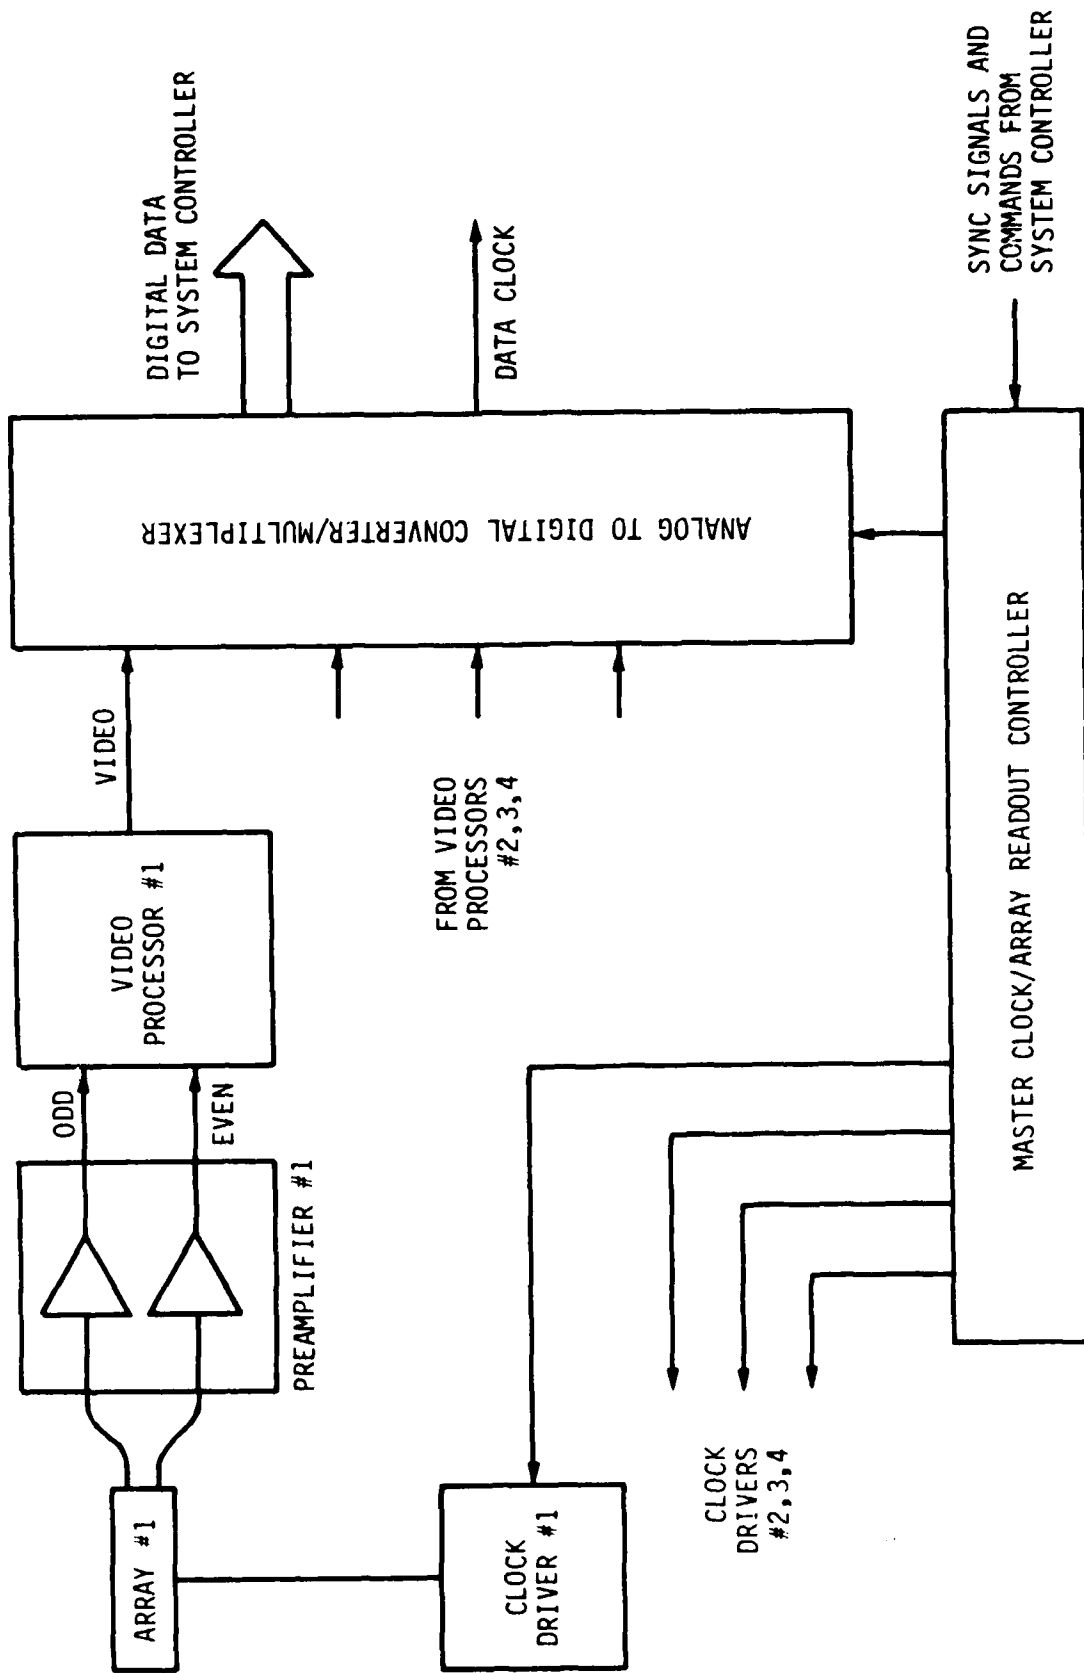 ARRAY #1
PREAMPLIFIER #1
ODD
EVEN
VIDEO
PROCESSOR #1
VIDEO
ANALOG TO DIGITAL CONVERTER/MULTIPLEXER
DIGITAL DATA
TO SYSTEM CONTROLLER
DATA CLOCK
FROM VIDEO
PROCESSORS
#2,3,4
CLOCK
DRIVER #1
CLOCK
DRIVERS
#2,3,4
MASTER CLOCK/ARRAY READOUT CONTROLLER
SYNC SIGNALS AND
COMMANDS FROM
SYSTEM CONTROLLER